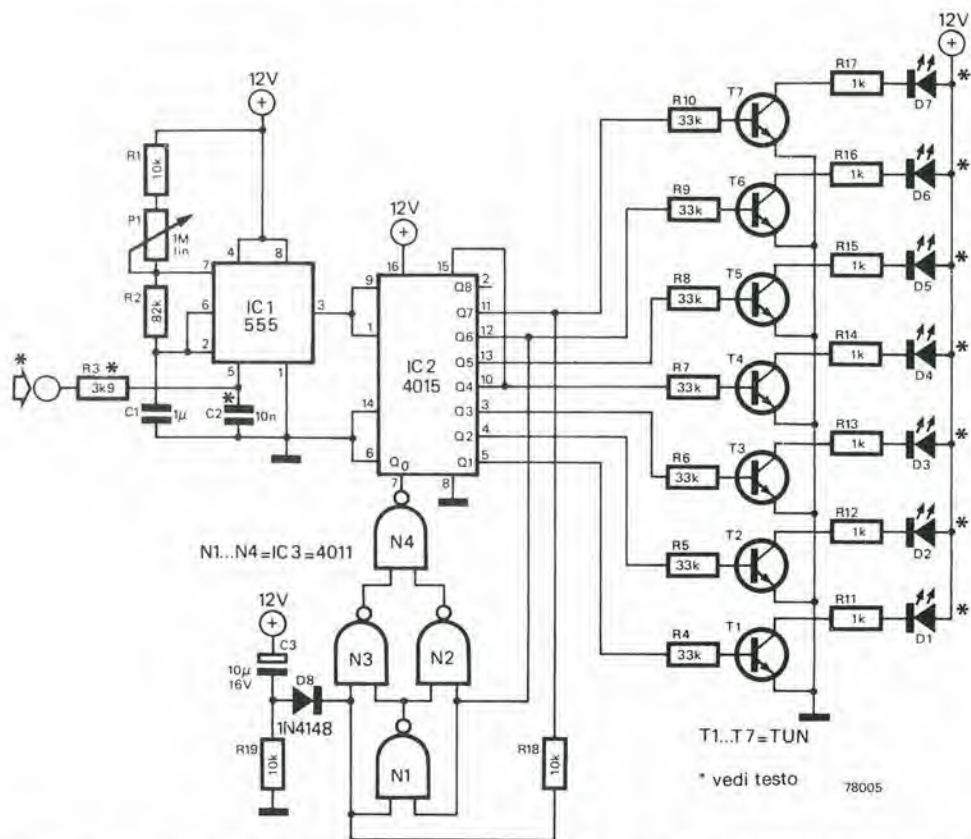 12V
R1
10k
P1
1M
lin
R2
82k
R3 *
3k9
*
C1
1µ
C2
10n
*
4
8
7
6
2
5
1
3
IC1
555
12V
16
15
9
1
14
6
7
8
IC2
4015
Q8
2
Q7
11
Q6
12
Q5
13
Q4
10
Q3
3
Q2
4
Q1
5
Q0
N1...N4=IC3=4011
N4
N3
N2
N1
12V
C3
10µ
16V
D8
1N4148
R19
10k
R18
10k
R10
33k
T7
R17
1k
D7
*
12V
R9
33k
T6
R16
1k
D6
*
R8
33k
T5
R15
1k
D5
*
R7
33k
T4
R14
1k
D4
*
R6
33k
T3
R13
1k
D3
*
R5
33k
T2
R12
1k
D2
*
R4
33k
T1
R11
1k
D1
*
T1...T7=TUN
* vedi testo
78005